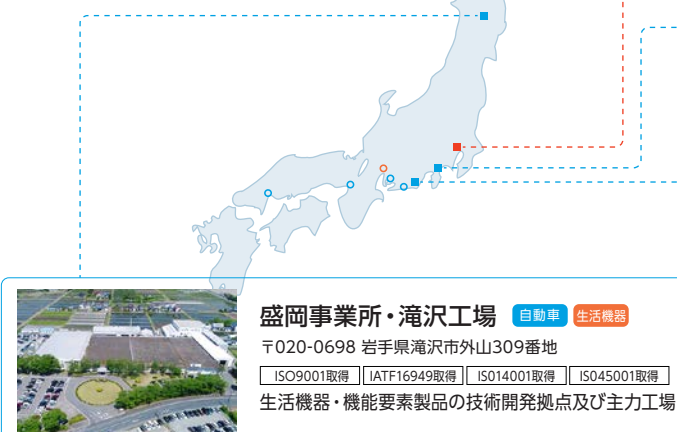 盛岡事業所・滝沢工場 自動車 生活機器
〒020-0698 岩手県滝沢市外山309番地
ISO9001取得 IATF16949取得 ISO14001取得 ISO45001取得
生活機器・機能要素製品の技術開発拠点及び主力工場